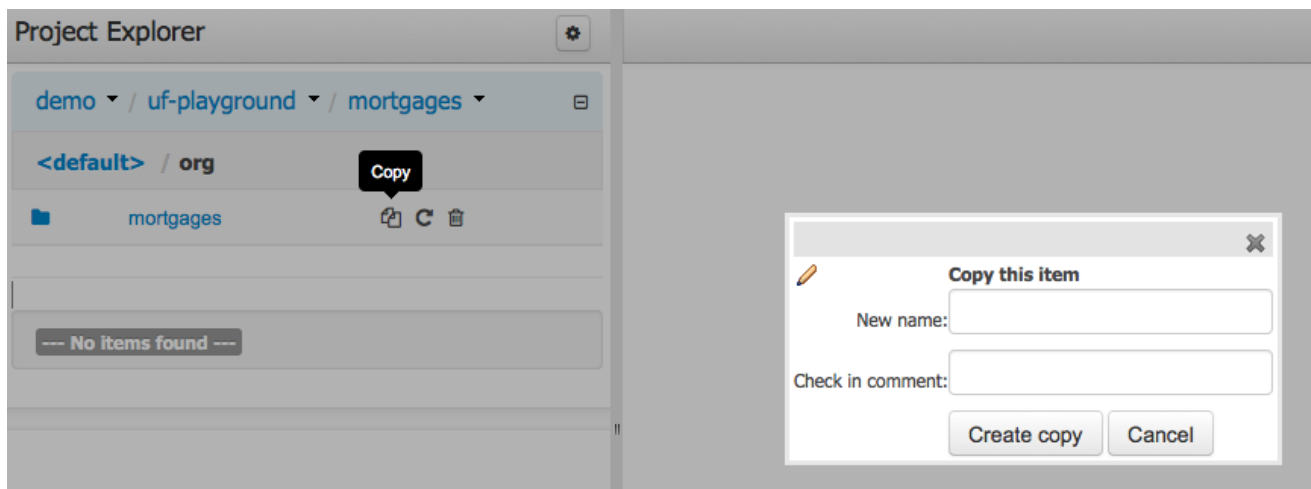 Project Explorer
demo / uf-playground / mortgages
<default> / org
Copy
mortgages
--- No items found ---
Copy this item
New name:
Check in comment:
Create copy Cancel